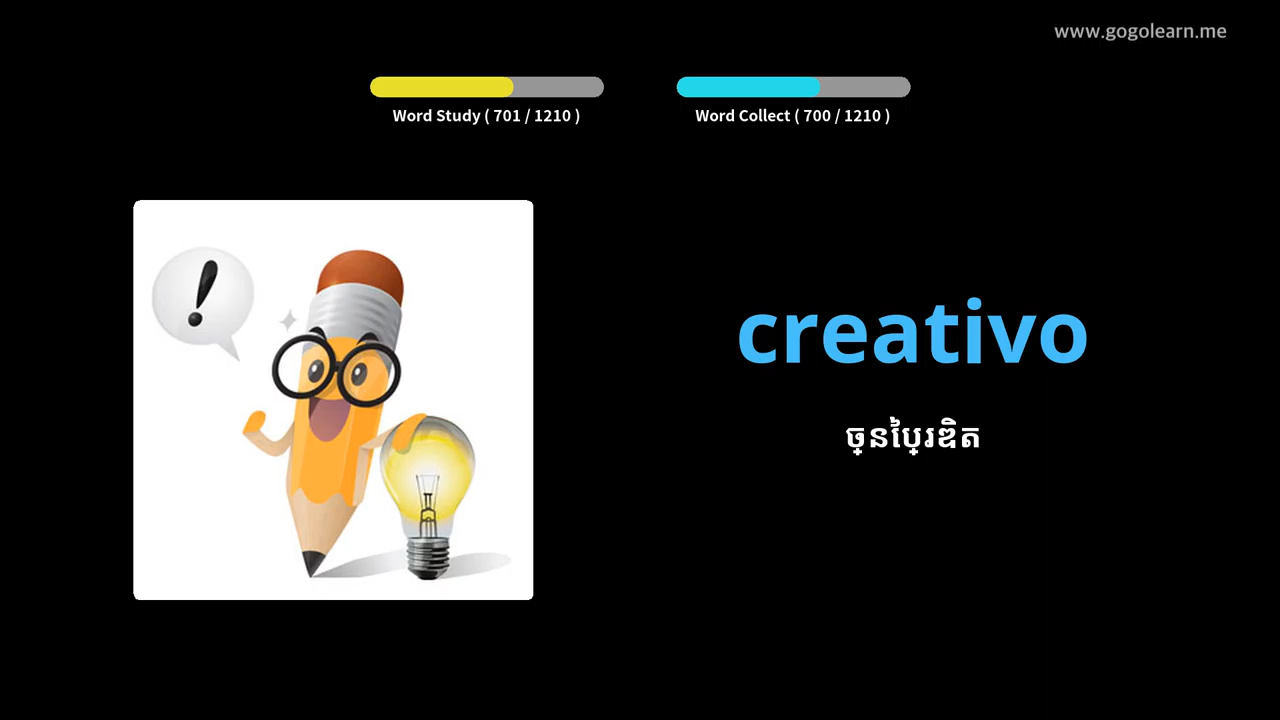 www.gogolearn.me
Word Study ( 701 / 1210 )
Word Collect ( 700 / 1210 )
!
creativo
ច្នប្រៃឌិត